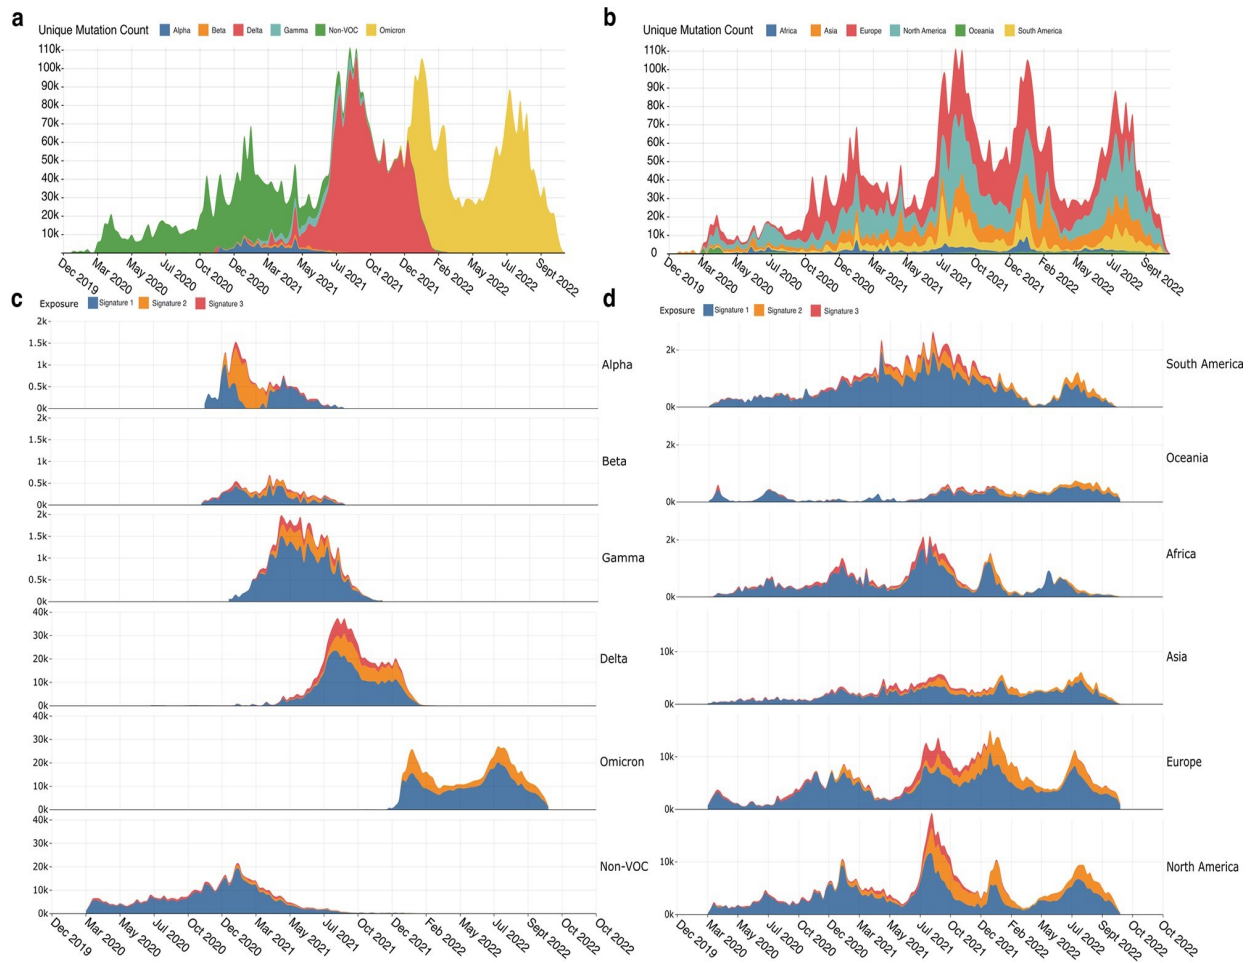 a
Unique Mutation Count Alpha Beta Delta Gamma Non-VOC Omicron
110k
100k
90k
80k
70k
60k
50k
40k
30k
20k
10k
Dec 2019 Mar 2020 May 2020 Jul 2020 Oct 2020 Dec 2020 Mar 2021 May 2021 Jul 2021 Oct 2021 Dec 2021 Feb 2022 May 2022 Jul 2022 Sept 2022
b
Unique Mutation Count Africa Asia Europe North America Oceania South America
110k
100k
90k
80k
70k
60k
50k
40k
30k
20k
10k
0
Dec 2019 Mar 2020 May 2020 Jul 2020 Oct 2020 Dec 2020 Mar 2021 May 2021 Jul 2021 Oct 2021 Dec 2021 Feb 2022 May 2022 Jul 2022 Sept 2022
c
Exposure Signature 1 Signature 2 Signature 3
2k
1.5k
1k
0.5k
0k
Alpha
2k
1.5k
1k
0.5k
0k
Beta
2k
1.5k
1k
0.5k
0k
Gamma
40k
30k
20k
10k
0k
Delta
40k
30k
20k
10k
0k
Omicron
40k
30k
20k
10k
0k
Non-VOC
Dec 2019 Mar 2020 May 2020 Jul 2020 Oct 2020 Dec 2020 Mar 2021 May 2021 Jul 2021 Oct 2021 Dec 2021 Feb 2022 May 2022 Jul 2022 Sept 2022 Oct 2022 Oct 2022
d
Exposure Signature 1 Signature 2 Signature 3
2k
0k
South America
2k
0k
Oceania
2k
0k
Africa
10k
0k
Asia
10k
0k
Europe
10k
0k
North America
Dec 2019 Mar 2020 May 2020 Jul 2020 Oct 2020 Dec 2020 Mar 2021 May 2021 Jul 2021 Oct 2021 Dec 2021 Feb 2022 May 2022 Jul 2022 Sept 2022 Oct 2022 Oct 2022